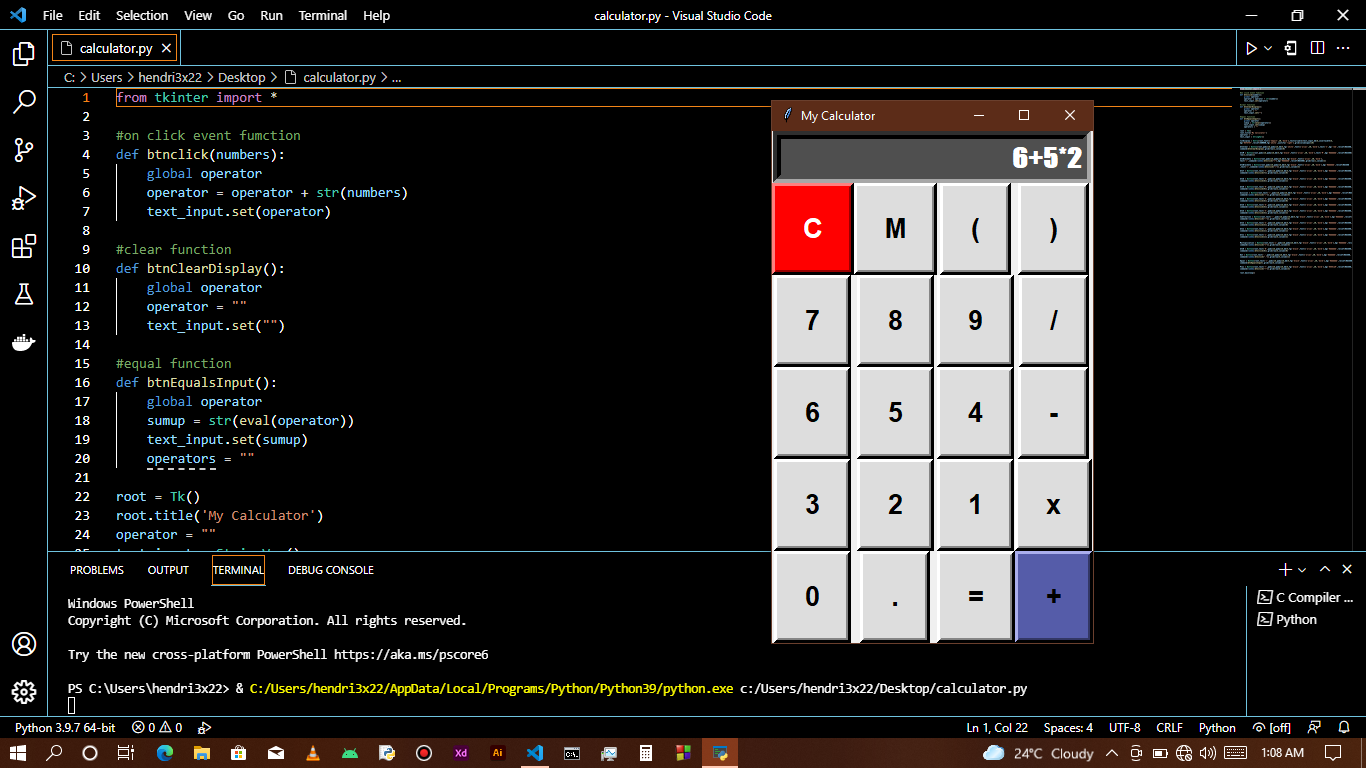 File Edit Selection View Go Run Terminal Help calculator.py - Visual Studio Code
calculator.py
C: > Users > hendri3x22 > Desktop > calculator.py > ...
1 from tkinter import *
2
3 #on click event fumction
4 def btnclick(numbers):
5 global operator
6 operator = operator + str(numbers)
7 text_input.set(operator)
8
9 #clear function
10 def btnClearDisplay():
11 global operator
12 operator = ""
13 text_input.set("")
14
15 #equal function
16 def btnEqualsInput():
17 global operator
18 sumup = str(eval(operator))
19 text_input.set(sumup)
20 operators = ""
21
22 root = Tk()
23 root.title('My Calculator')
24 operator = ""
My Calculator
6+5*2
C M ( )
7 8 9 /
6 5 4 -
3 2 1 x
0 . = +
PROBLEMS OUTPUT TERMINAL DEBUG CONSOLE
Windows PowerShell
Copyright (C) Microsoft Corporation. All rights reserved.
Try the new cross-platform PowerShell https://aka.ms/pscore6
PS C:\Users\hendri3x22> & C:/Users/hendri3x22/AppData/Local/Programs/Python/Python39/python.exe c:/Users/hendri3x22/Desktop/calculator.py
C Compiler ...
Python
Python 3.9.7 64-bit 0 0 Ln 1, Col 22 Spaces: 4 UTF-8 CRLF Python [off]
Xd Ai 24°C Cloudy 1:08 AM